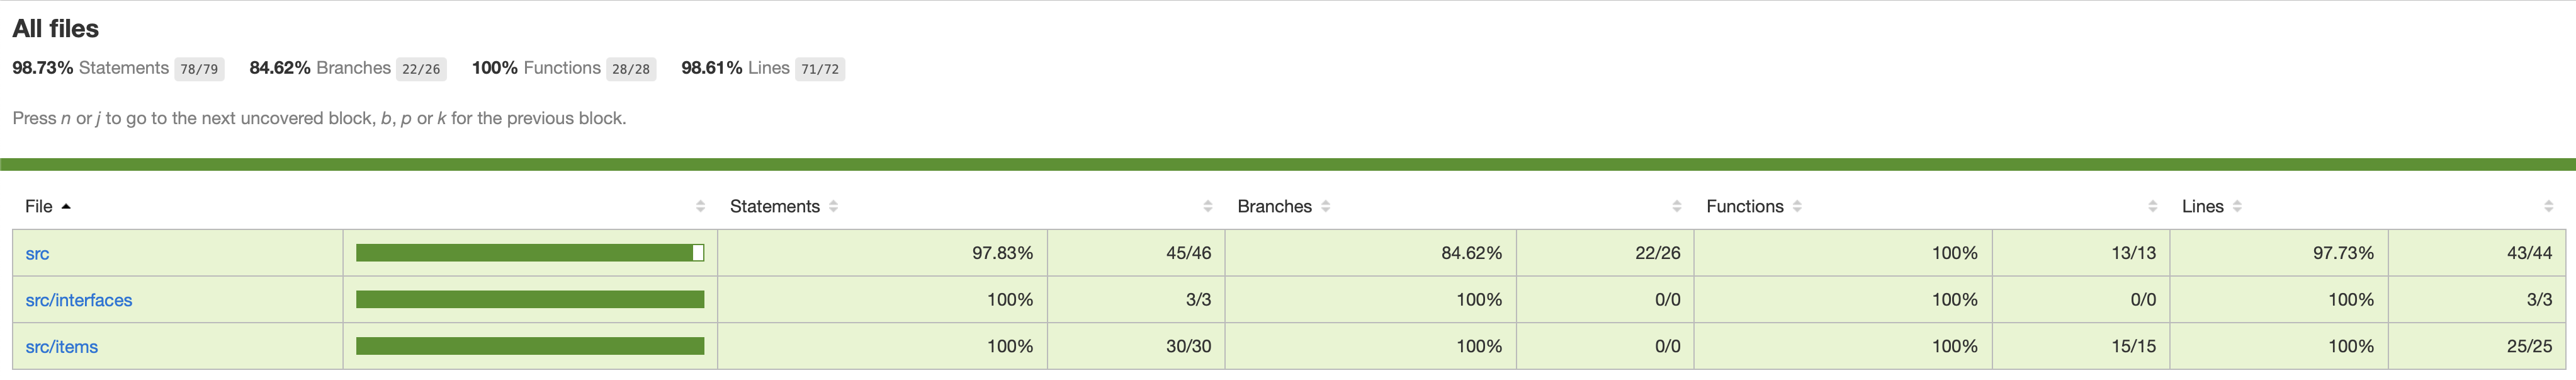 All files
98.73% Statements 78/79 84.62% Branches 22/26 100% Functions 28/28 98.61% Lines 71/72
Press n or j to go to the next uncovered block, b, p or k for the previous block.
File Statements Branches Functions Lines
src 97.83% 45/46 84.62% 22/26 100% 13/13 97.73% 43/44
src/interfaces 100% 3/3 100% 0/0 100% 0/0 100% 3/3
src/items 100% 30/30 100% 0/0 100% 15/15 100% 25/25